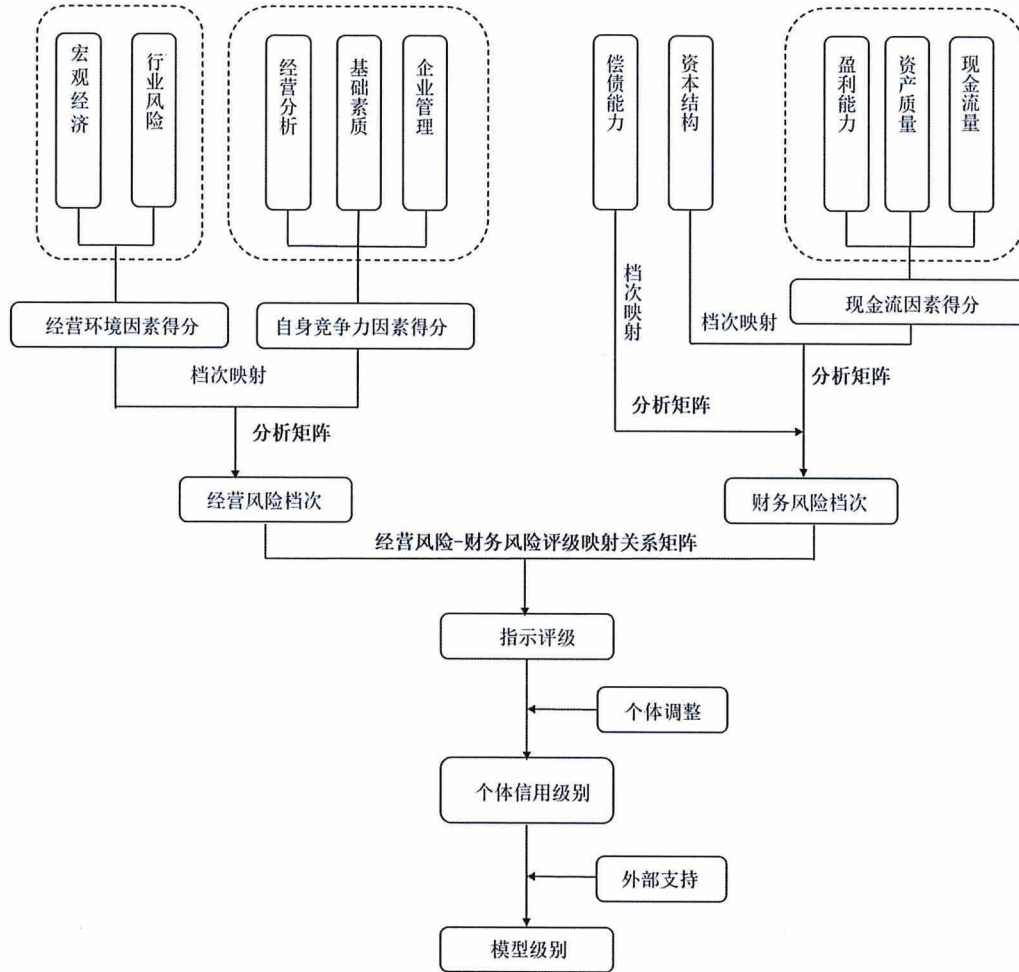 宏观经济
行业风险
经营分析
基础素质
企业管理
偿债能力
资本结构
盈利能力
资产质量
现金流量
档次映射
经营环境因素得分
自身竞争力因素得分
现金流因素得分
档次映射
档次映射
分析矩阵
分析矩阵
分析矩阵
经营风险档次
财务风险档次
经营风险-财务风险评级映射关系矩阵
指示评级
个体调整
个体信用级别
外部支持
模型级别